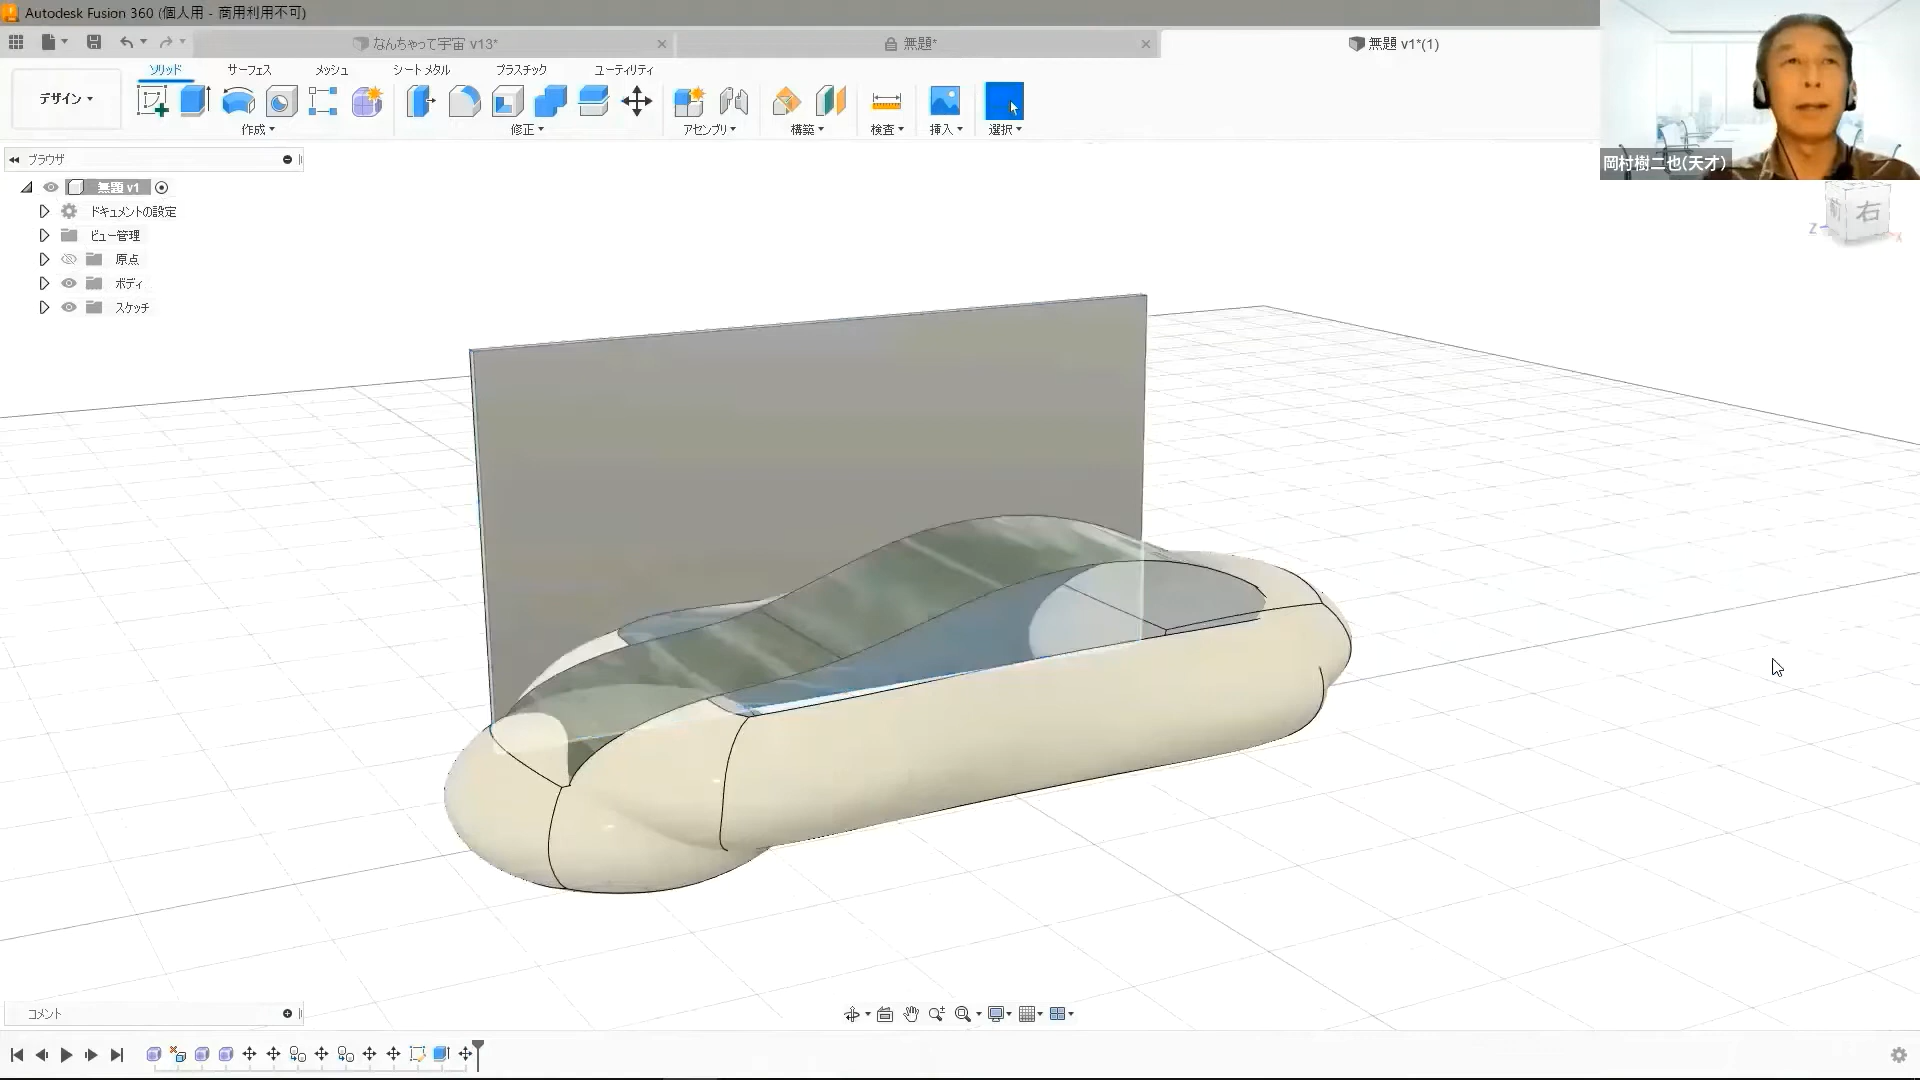 Autodesk Fusion 360 (個人用 - 商用利用不可)
なんちゃって宇宙 v13*
無題*
無題 v1*(1)
ソリッド
サーフェス
メッシュ
シート メタル
プラスチック
ユーティリティ
デザイン
作成
修正
アセンブリ
構築
検査
挿入
選択
岡村樹二也(天才)
ブラウザ
無題 v1
ドキュメントの設定
ビュー管理
原点
ボディ
スケッチ
前
右
Z
X
コメント